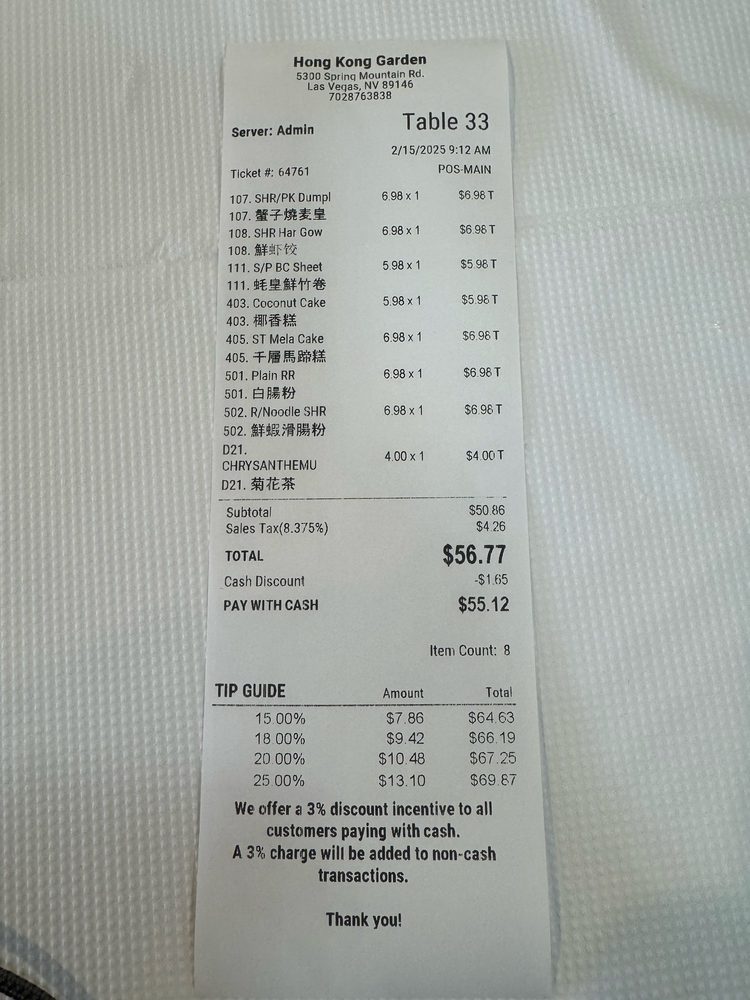 Hong Kong Garden
5300 Spring Mountain Rd.
Las Vegas, NV 89146
7028763838
Server: Admin Table 33
2/15/2025 9:12 AM
Ticket #: 64761 POS-MAIN
107. SHR/PK Dumpl 6.98 x 1 $6.98 T
107. 蟹子燒麦皇
108. SHR Har Gow 6.98 x 1 $6.98 T
108. 鮮虾饺
111. S/P BC Sheet 5.98 x 1 $5.98 T
111. 蚝皇鮮竹卷
403. Coconut Cake 5.98 x 1 $5.98 T
403. 椰香糕
405. ST Mela Cake 6.98 x 1 $6.98 T
405. 千層馬蹄糕
501. Plain RR 6.98 x 1 $6.98 T
501. 白腸粉
502. R/Noodle SHR 6.98 x 1 $6.98 T
502. 鮮蝦滑腸粉
D21.
CHRYSANTHEMU 4.00 x 1 $4.00 T
D21. 菊花茶
Subtotal $50.86
Sales Tax(8.375%) $4.26
TOTAL $56.77
Cash Discount -$1.65
PAY WITH CASH $55.12
Item Count: 8
TIP GUIDE Amount Total
15.00% $7.86 $64.63
18.00% $9.42 $66.19
20.00% $10.48 $67.25
25.00% $13.10 $69.87
We offer a 3% discount incentive to all
customers paying with cash.
A 3% charge will be added to non-cash
transactions.
Thank you!